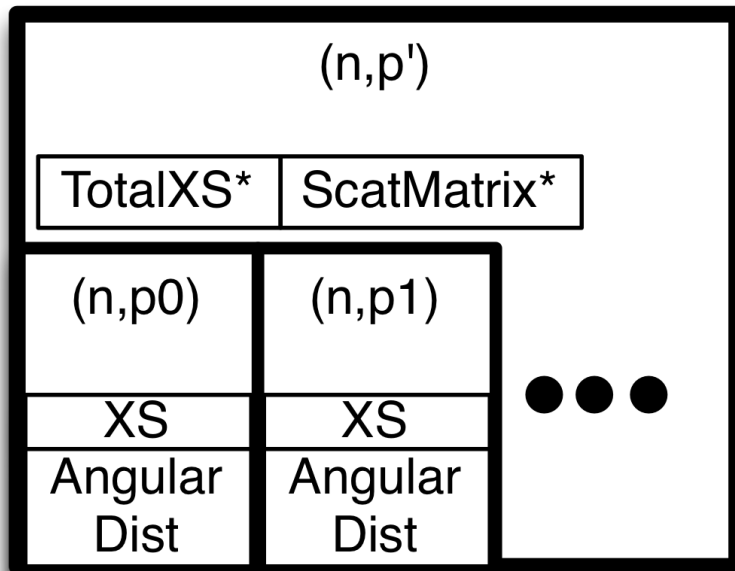 (n,p')
TotalXS* ScatMatrix*
(n,p0) (n,p1)
XS XS
Angular Angular
Dist Dist